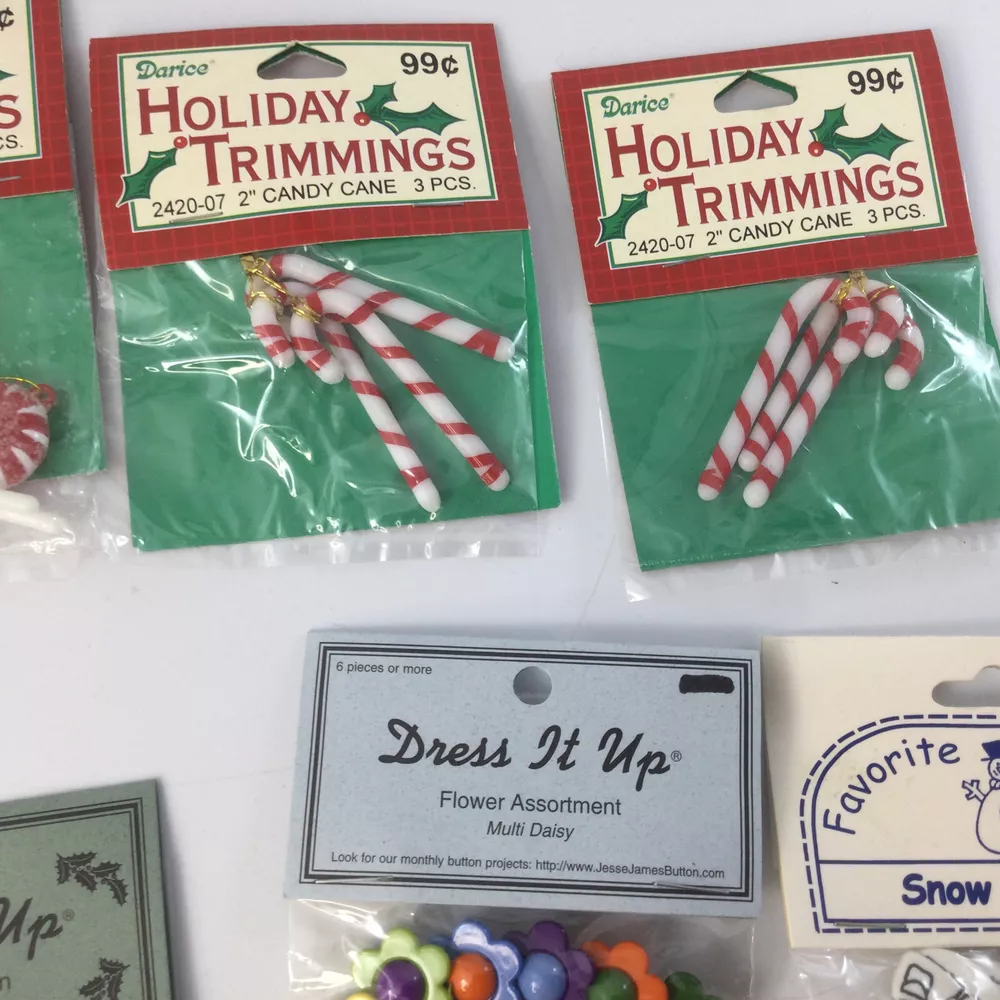 ¢
S
CS.
Darice®
99¢
HOLIDAY
TRIMMINGS
2420-07 2" CANDY CANE 3 PCS.
Darice®
99¢
HOLIDAY
TRIMMINGS
2420-07 2" CANDY CANE 3 PCS.
6 pieces or more
Dress It Up®
Flower Assortment
Multi Daisy
Look for our monthly button projects: http://www.JesseJamesButton.com
Favorite
Snow
Up®